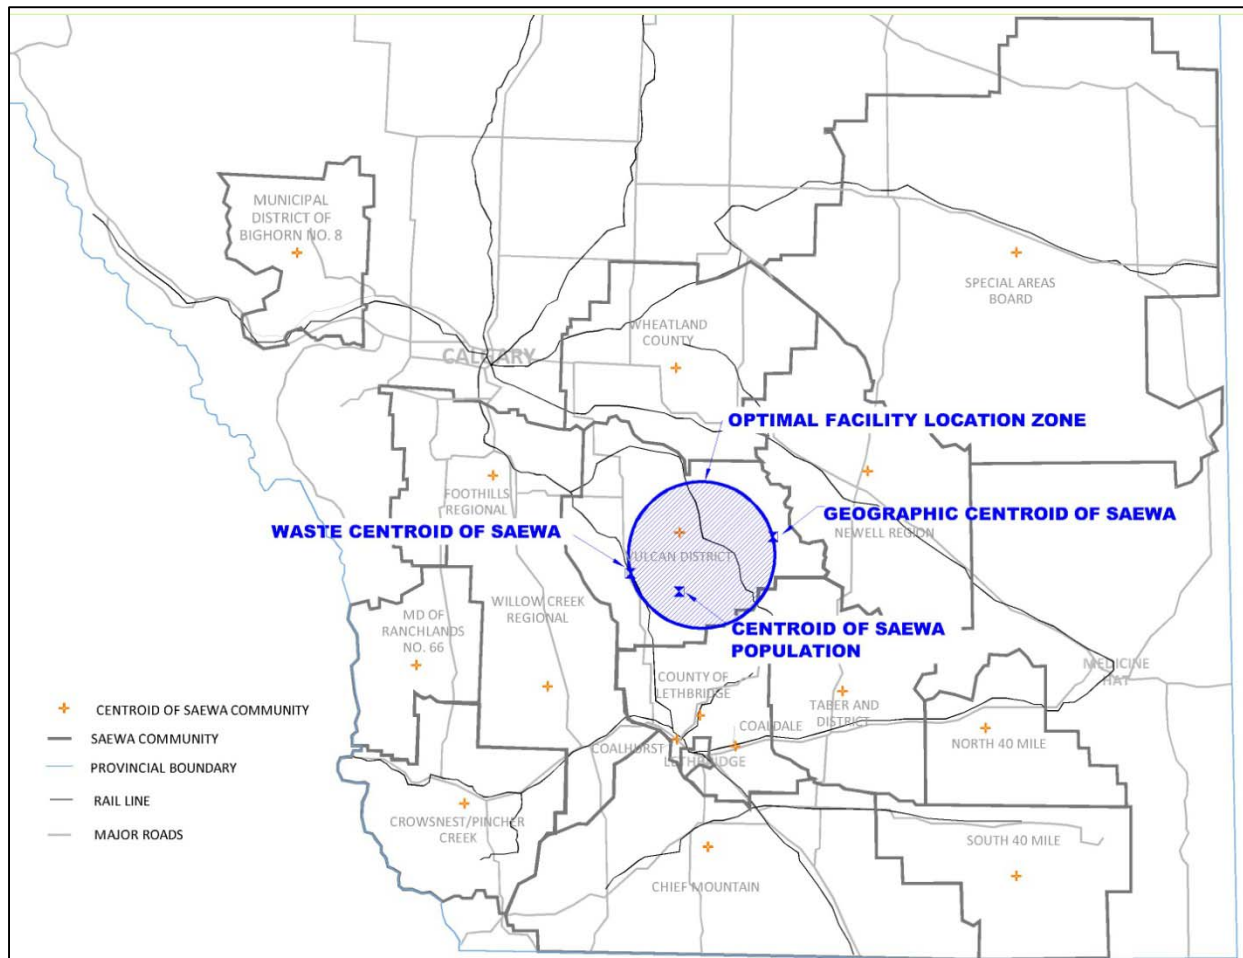 MUNICIPAL
DISTRICT OF
BIGHORN NO. 8
SPECIAL AREAS
BOARD
WHEATLAND
COUNTY
CALGARY
OPTIMAL FACILITY LOCATION ZONE
FOOTHILLS
REGIONAL
GEOGRAPHIC CENTROID OF SAEWA
WASTE CENTROID OF SAEWA
NEWELL REGION
VULCAN DISTRICT
WILLOW CREEK
REGIONAL
MD OF
RANCHLANDS
NO. 66
CENTROID OF SAEWA
POPULATION
MEDICINE
HAT
COUNTY OF
LETHBRIDGE
TABER AND
DISTRICT
COALDALE
COALHURST
LETHBRIDGE
NORTH 40 MILE
CENTROID OF SAEWA COMMUNITY
SAEWA COMMUNITY
PROVINCIAL BOUNDARY
RAIL LINE
MAJOR ROADS
CROWSNEST/PINCHER
CREEK
SOUTH 40 MILE
CHIEF MOUNTAIN